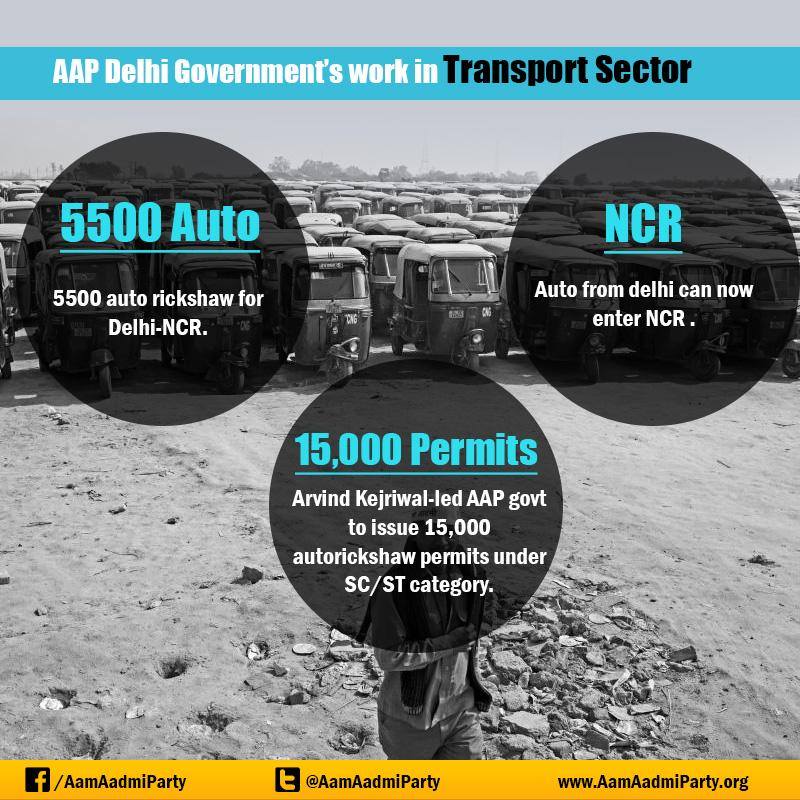 AAP Delhi Government's work in Transport Sector
5500 Auto
5500 auto rickshaw for
Delhi-NCR.
NCR
Auto from delhi can now
enter NCR .
15,000 Permits
Arvind Kejriwal-led AAP govt
to issue 15,000
autorickshaw permits under
SC/ST category.
/AamAadmiParty
@AamAadmiParty
www.AamAadmiParty.org
CNG
CNG